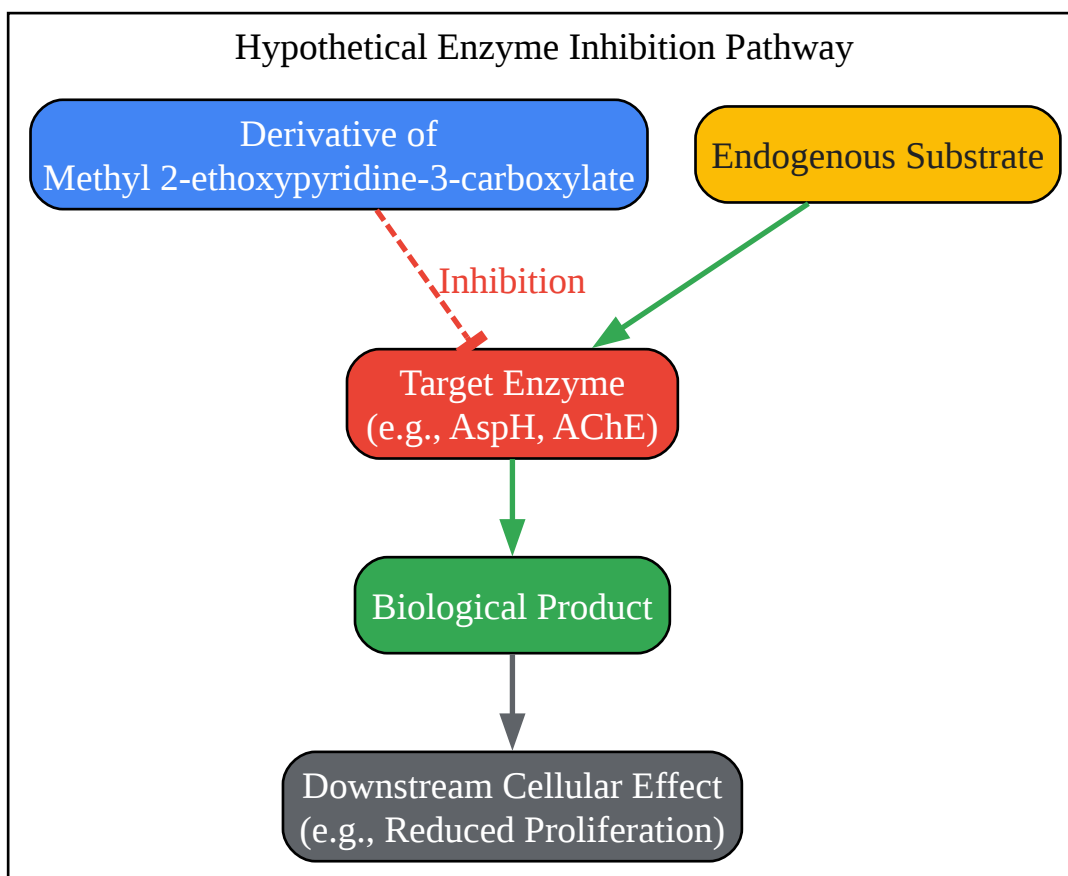 Hypothetical Enzyme Inhibition Pathway
Derivative of
Methyl 2-ethoxypyridine-3-carboxylate
Endogenous Substrate
Inhibition
Target Enzyme
(e.g., AspH, AChE)
Biological Product
Downstream Cellular Effect
(e.g., Reduced Proliferation)